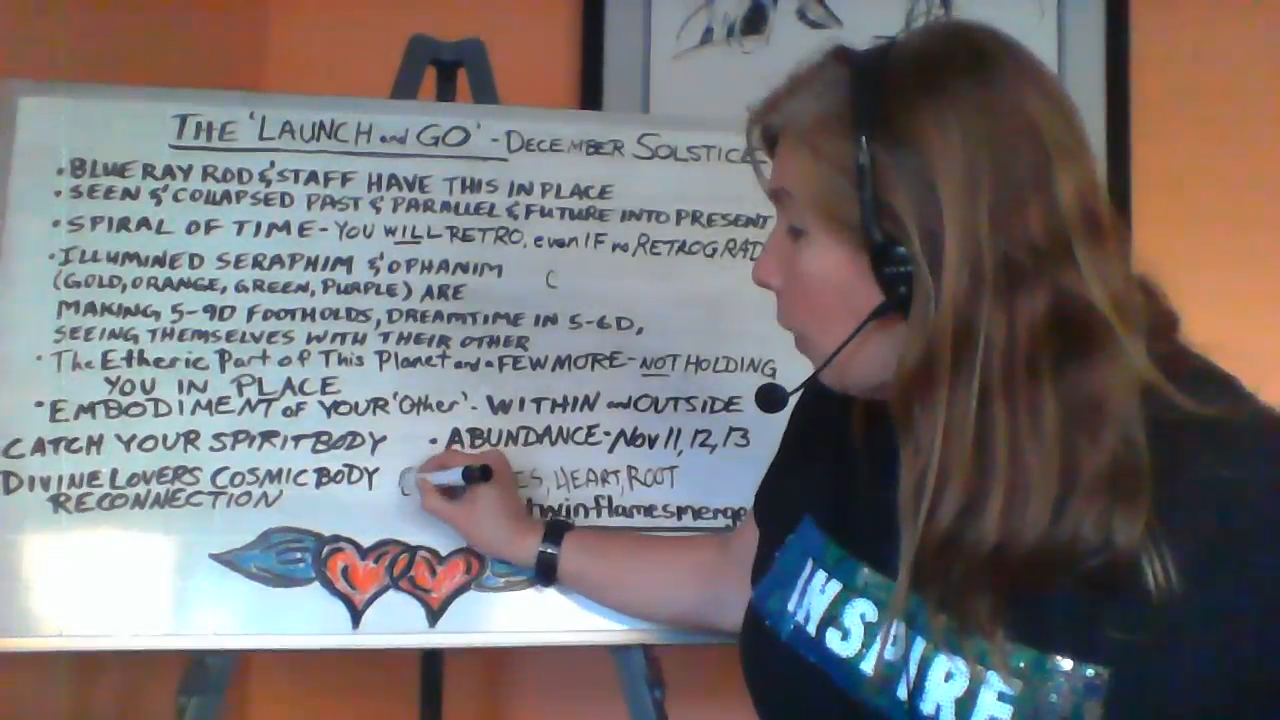 THE 'LAUNCH and GO' - DECEMBER SOLSTICE
• BLUE RAY ROD & STAFF HAVE THIS IN PLACE
• SEEN & COLLAPSED PAST & PARALLEL & FUTURE INTO PRESENT
• SPIRAL OF TIME - YOU WILL RETRO, even IF no RETROGRAD
• ILLUMINED SERAPHIM & OPHANIM
(GOLD, ORANGE, GREEN, PURPLE) ARE
MAKING 5-9D FOOTHOLDS, DREAMTIME IN 5-6D,
SEEING THEMSELVES WITH THEIR OTHER
• The Etheric Part of This Planet and a FEW MORE - NOT HOLDING
YOU IN PLACE
• EMBODIMENT of YOUR 'Other' - WITHIN and OUTSIDE
CATCH YOUR SPIRIT BODY • ABUNDANCE - Nov 11, 12, 13
DIVINE LOVERS COSMIC BODY HEART, ROOT
RECONNECTION twinflamesmerge
INSPIRE